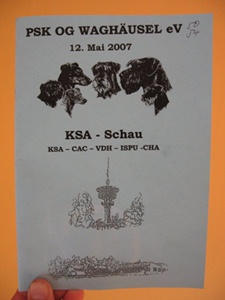 PSK OG WAGHÄUSEL eV
12. Mai 2007
KSA - Schau
KSA – CAC – VDH – ISPU -CHA